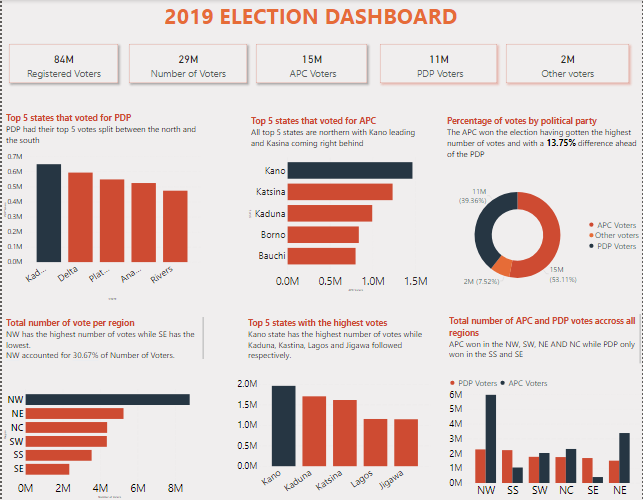 2019 ELECTION DASHBOARD
84M
Registered Voters
29M
Number of Voters
15M
APC Voters
11M
PDP Voters
2M
Other voters
Top 5 states that voted for PDP
PDP had their top 5 votes split between the north and
the south
0.7M
0.6M
0.5M
0.4M
0.3M
0.2M
0.1M
0.0M
Kad...
Delta
Plat...
Ana...
Rivers
Top 5 states that voted for APC
All top 5 states are northern with Kano leading
and Kasina coming right behind
Kano
Katsina
Kaduna
Borno
Bauchi
0.0M 0.5M 1.0M 1.5M
Percentage of votes by political party
The APC won the election having gotten the highest
number of votes and with a 13.75% difference ahead
of the PDP
11M
(39.36%)
2M (7.52%)
15M
(53.11%)
APC Voters
Other voters
PDP Voters
Total number of vote per region
NW has the highest number of votes while SE has the
lowest.
NW accounted for 30.67% of Number of Voters.
NW
NE
NC
SW
SS
SE
0M 2M 4M 6M 8M
Top 5 states with the highest votes
Kano state has the highest number of votes while
Kaduna, Kastina, Lagos and Jigawa followed
respectively.
2.0M
1.5M
1.0M
0.5M
0.0M
Kano
Kaduna
Katsina
Lagos
Jigawa
Total number of APC and PDP votes accross all
regions
APC won in the NW, SW, NE AND NC while PDP only
won in the SS and SE
PDP Voters APC Voters
6M
5M
4M
3M
2M
1M
0M
NW SS SW NC SE NE